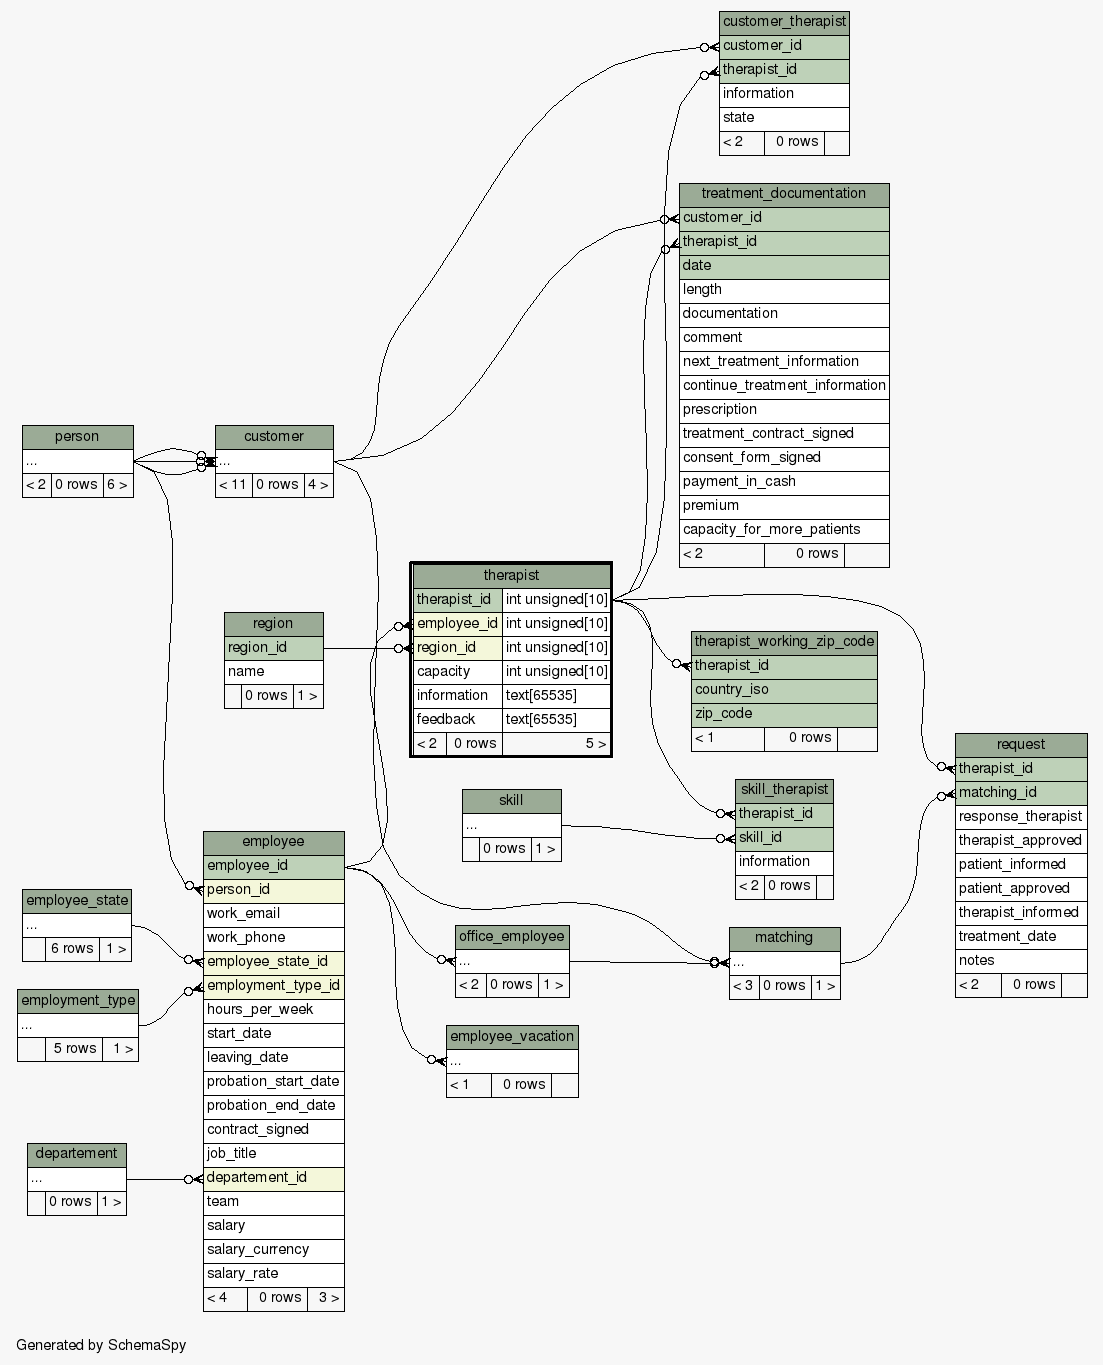 customer_therapist
customer_id
therapist_id
information
state
< 2 0 rows
treatment_documentation
customer_id
therapist_id
date
length
documentation
comment
next_treatment_information
continue_treatment_information
prescription
treatment_contract_signed
consent_form_signed
payment_in_cash
premium
capacity_for_more_patients
< 2 0 rows
person
...
< 2 0 rows 6 >
customer
...
< 11 0 rows 4 >
therapist
therapist_id int unsigned[10]
employee_id int unsigned[10]
region_id int unsigned[10]
capacity int unsigned[10]
information text[65535]
feedback text[65535]
< 2 0 rows 5 >
region
region_id
name
0 rows 1 >
therapist_working_zip_code
therapist_id
country_iso
zip_code
< 1 0 rows
request
therapist_id
matching_id
response_therapist
therapist_approved
patient_informed
patient_approved
therapist_informed
treatment_date
notes
< 2 0 rows
skill
...
0 rows 1 >
skill_therapist
therapist_id
skill_id
information
< 2 0 rows
employee
employee_id
person_id
work_email
work_phone
employee_state_id
employment_type_id
hours_per_week
start_date
leaving_date
probation_start_date
probation_end_date
contract_signed
job_title
departement_id
team
salary
salary_currency
salary_rate
< 4 0 rows 3 >
employee_state
...
6 rows 1 >
employment_type
...
5 rows 1 >
office_employee
...
< 2 0 rows 1 >
matching
...
< 3 0 rows 1 >
employee_vacation
...
< 1 0 rows
departement
...
0 rows 1 >
Generated by SchemaSpy